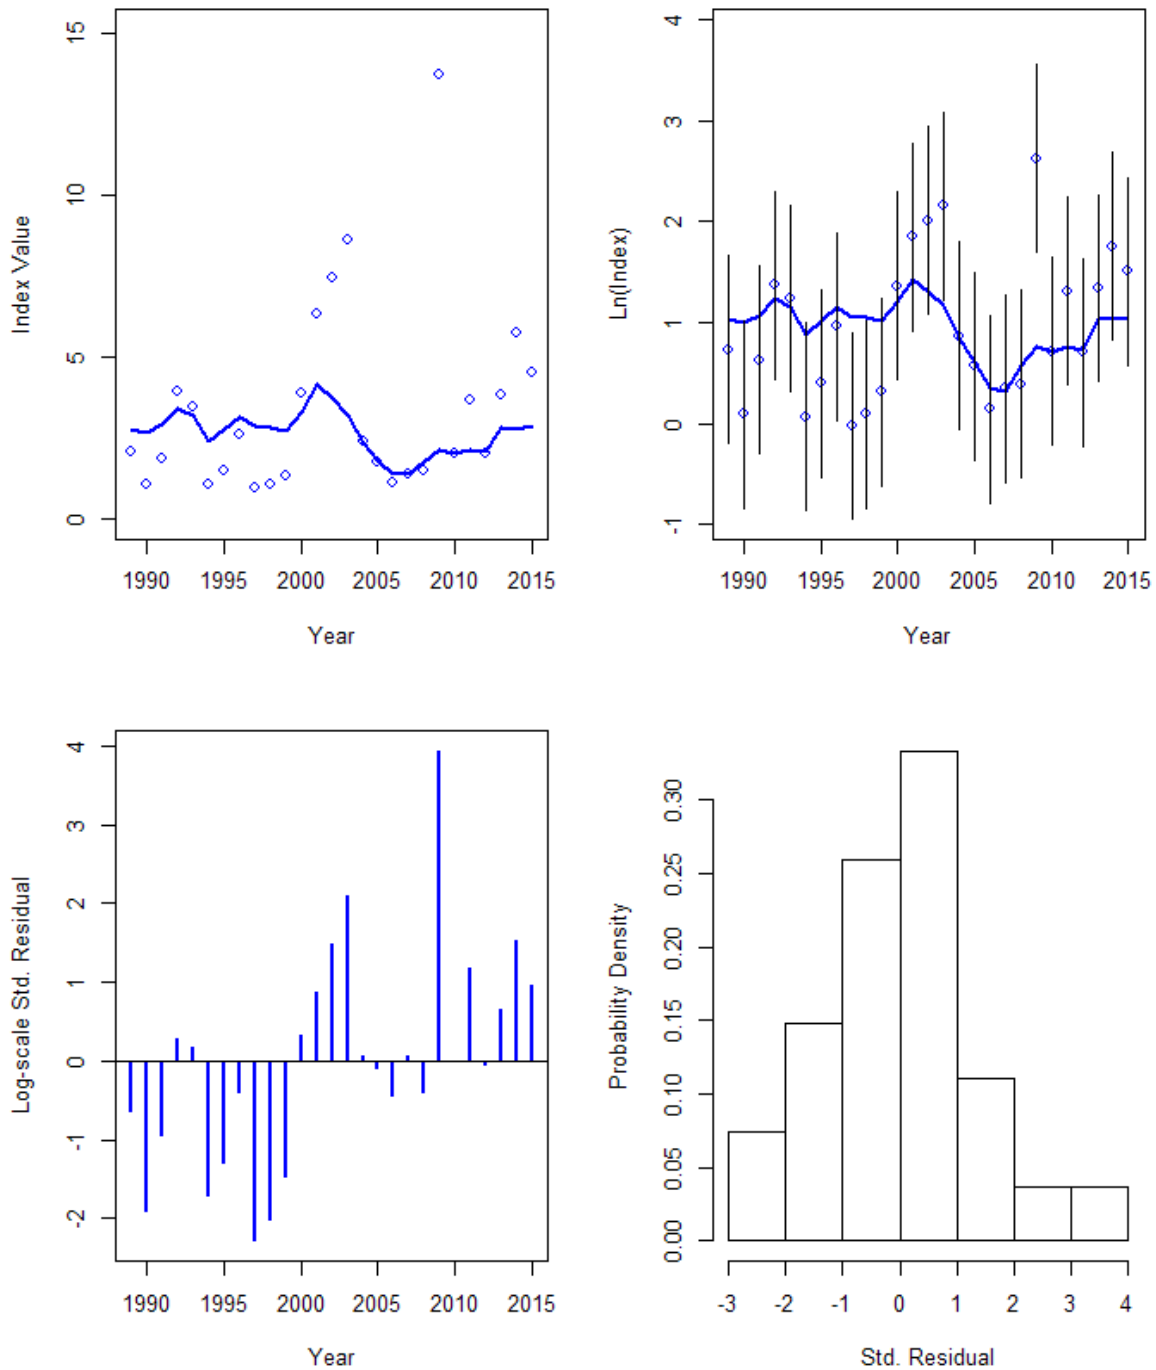 Index Value
0
5
10
15
1990 1995 2000 2005 2010 2015
Year
Ln(Index)
-1
0
1
2
3
4
1990 1995 2000 2005 2010 2015
Year
Log-scale Std. Residual
-2
-1
0
1
2
3
4
1990 1995 2000 2005 2010 2015
Year
Probability Density
0.00
0.05
0.10
0.15
0.20
0.25
0.30
-3 -2 -1 0 1 2 3 4
Std. Residual